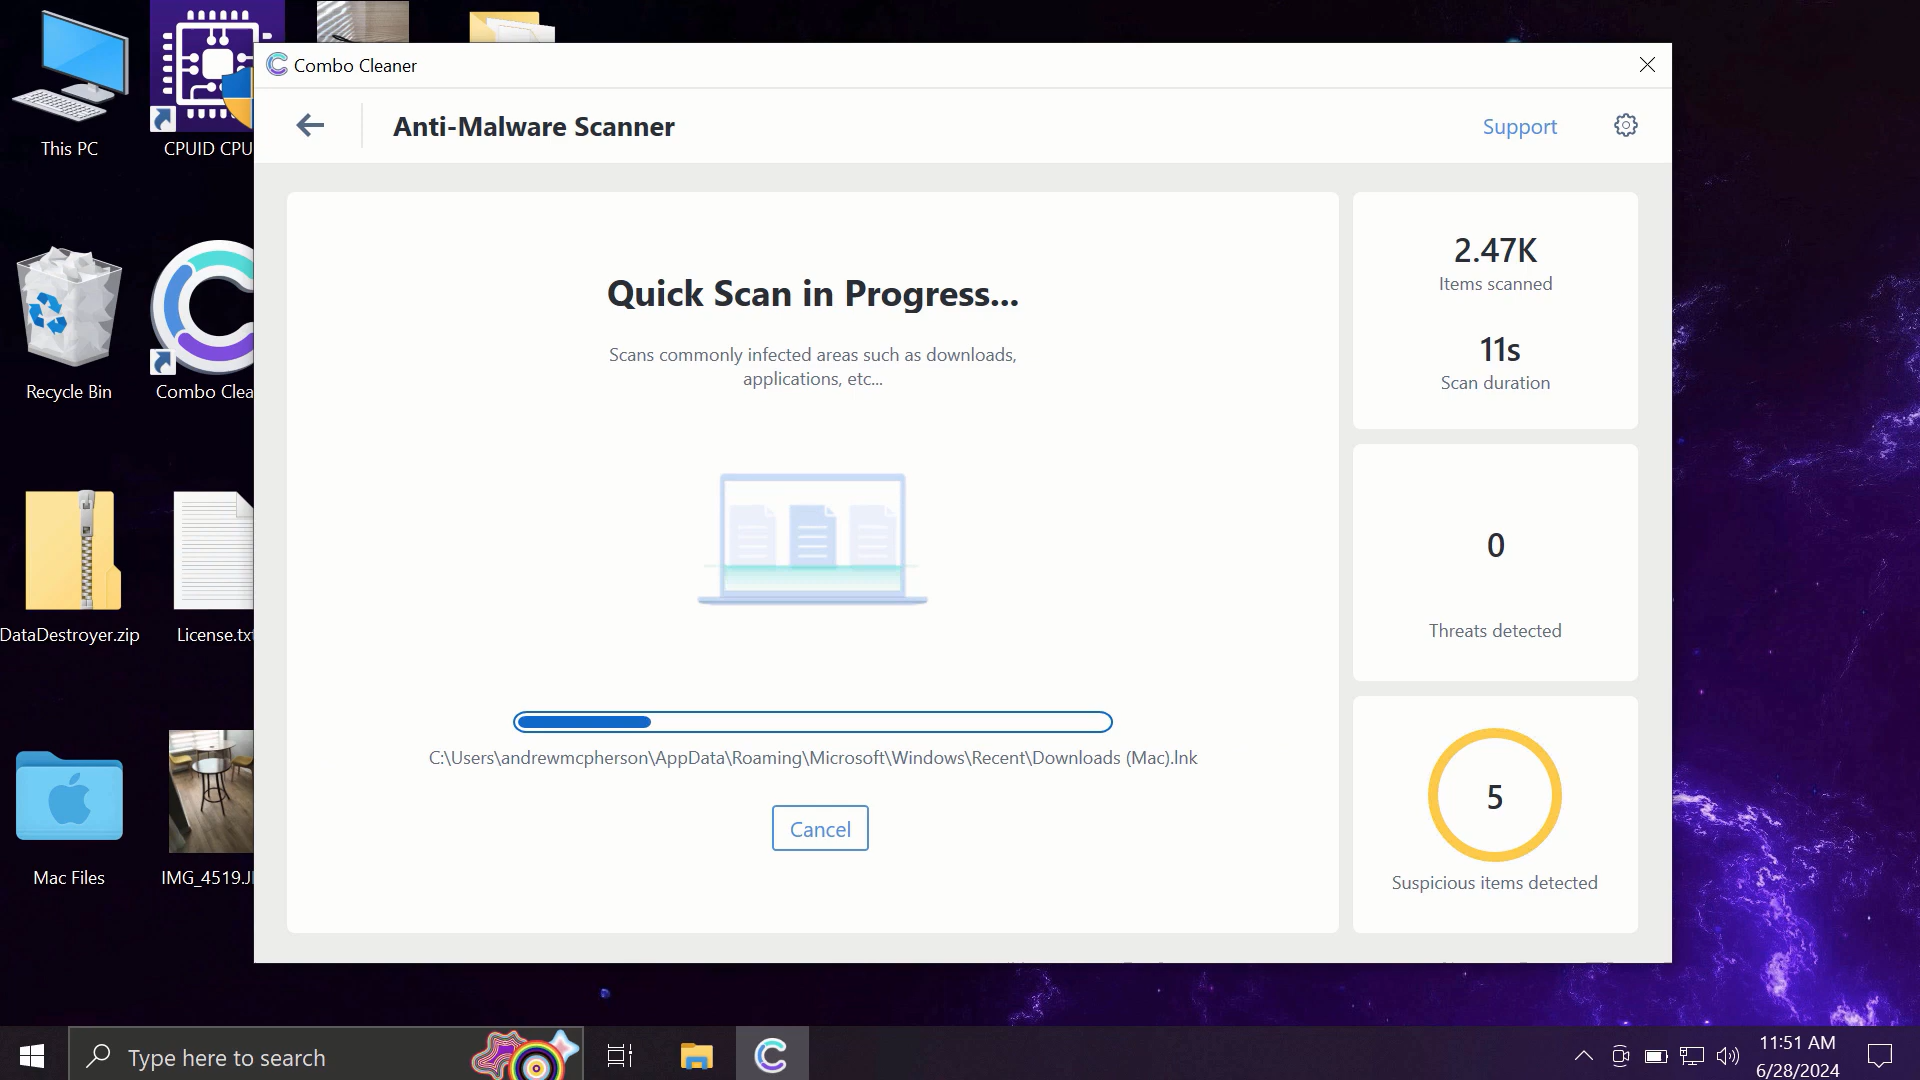 This PC
CPUID CPU
Recycle Bin
Combo Clea
DataDestroyer.zip
License.txt
Mac Files
IMG_4519.J
Combo Cleaner
Anti-Malware Scanner
Support
Quick Scan in Progress...
Scans commonly infected areas such as downloads,
applications, etc...
C:\Users\andrewmcpherson\AppData\Roaming\Microsoft\Windows\Recent\Downloads (Mac).lnk
Cancel
2.47K
Items scanned
11s
Scan duration
0
Threats detected
5
Suspicious items detected
Type here to search
11:51 AM
6/28/2024